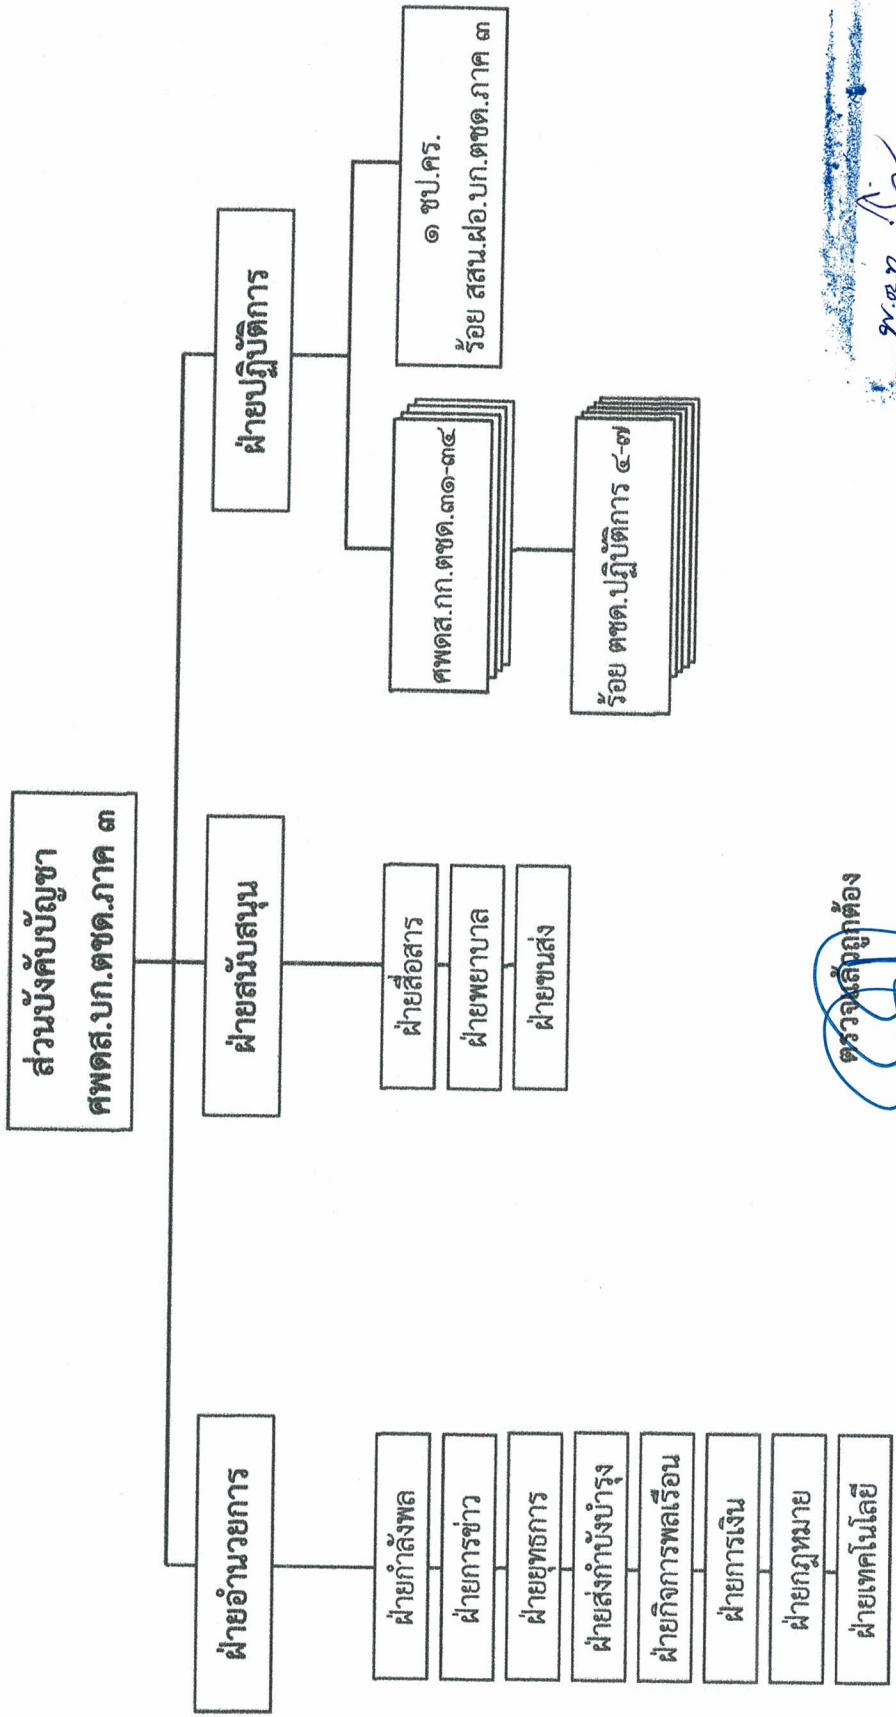 ส่วนบังคับบัญชา
ศพดส.บก.ตชด.ภาค ๓
ฝ่ายอำนวยการ
ฝ่ายกำลังพล
ฝ่ายการข่าว
ฝ่ายยุทธการ
ฝ่ายส่งกำบังบำรุง
ฝ่ายกิจการพลเรือน
ฝ่ายการเงิน
ฝ่ายกฎหมาย
ฝ่ายเทคโนโลยี
ฝ่ายสนับสนุน
ฝ่ายสื่อสาร
ฝ่ายพยาบาล
ฝ่ายขนส่ง
ฝ่ายปฏิบัติการ
ศพดส.กก.ตชด.๓๑-๓๔
ร้อย ตชด.ปฏิบัติการ ๔-๗
๑ ชป.คร.
ร้อย สสน.ฝอ.บก.ตชด.ภาค ๓
ตรวจแล้วถูกต้อง